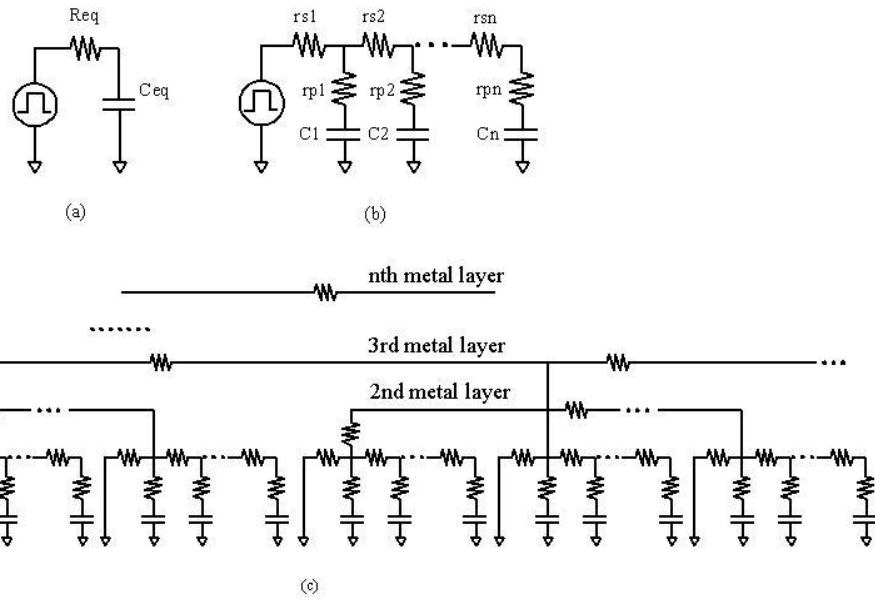 Req
Ceq
(a)
rs1 rs2 rsn
rp1 rp2 rpn
C1 C2 Cn
(b)
nth metal layer
3rd metal layer
2nd metal layer
(c)